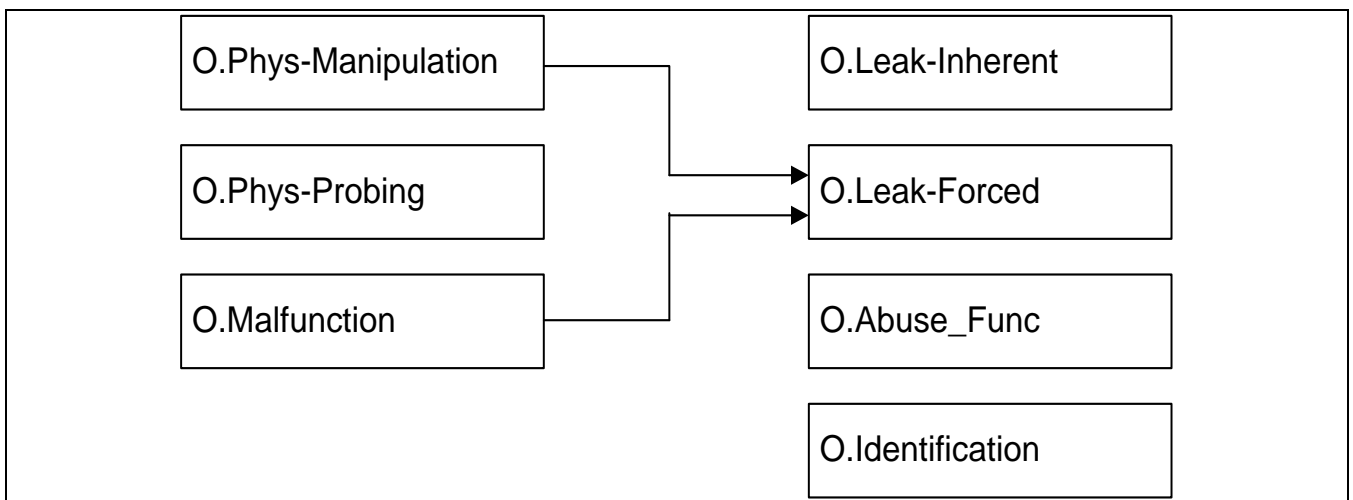 O.Phys-Manipulation
O.Leak-Inherent
O.Phys-Probing
O.Leak-Forced
O.Malfunction
O.Abuse_Func
O.Identification